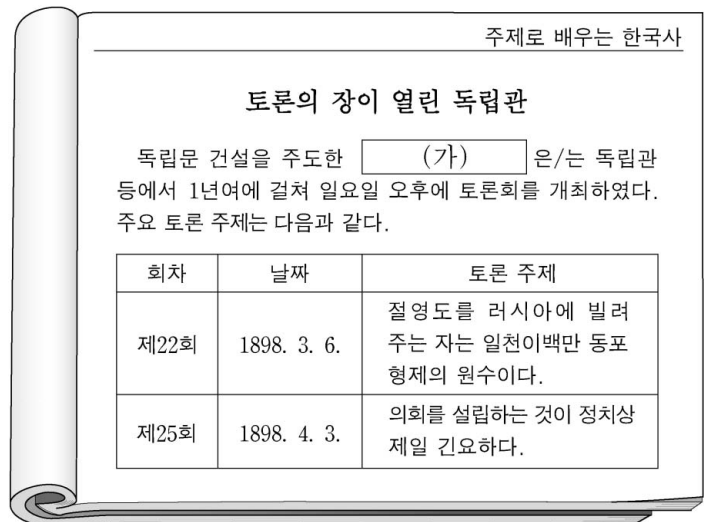 주제로 배우는 한국사
토론의 장이 열린 독립관
독립문 건설을 주도한 (가) 은/는 독립관
등에서 1년여에 걸쳐 일요일 오후에 토론회를 개최하였다.
주요 토론 주제는 다음과 같다.
회차 날짜 토론 주제
제22회 1898. 3. 6. 절영도를 러시아에 빌려
주는 자는 일천이백만 동포
형제의 원수이다.
제25회 1898. 4. 3. 의회를 설립하는 것이 정치상
제일 긴요하다.